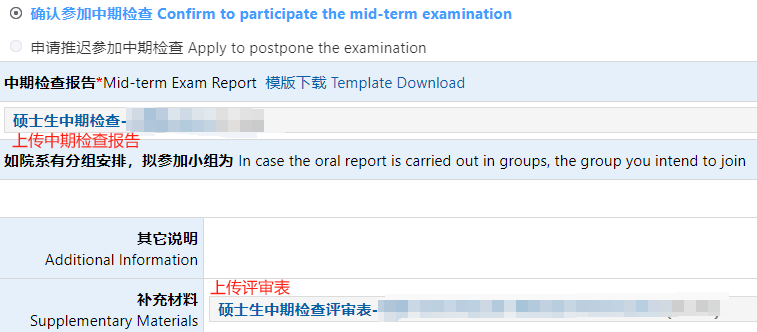 确认参加中期检查 Confirm to participate the mid-term examination
申请推迟参加中期检查 Apply to postpone the examination
中期检查报告*Mid-term Exam Report 模版下载 Template Download
硕士生中期检查-
上传中期检查报告
如院系有分组安排，拟参加小组为 In case the oral report is carried out in groups, the group you intend to join
其它说明
Additional Information
上传评审表
补充材料
Supplementary Materials
硕士生中期检查评审表-